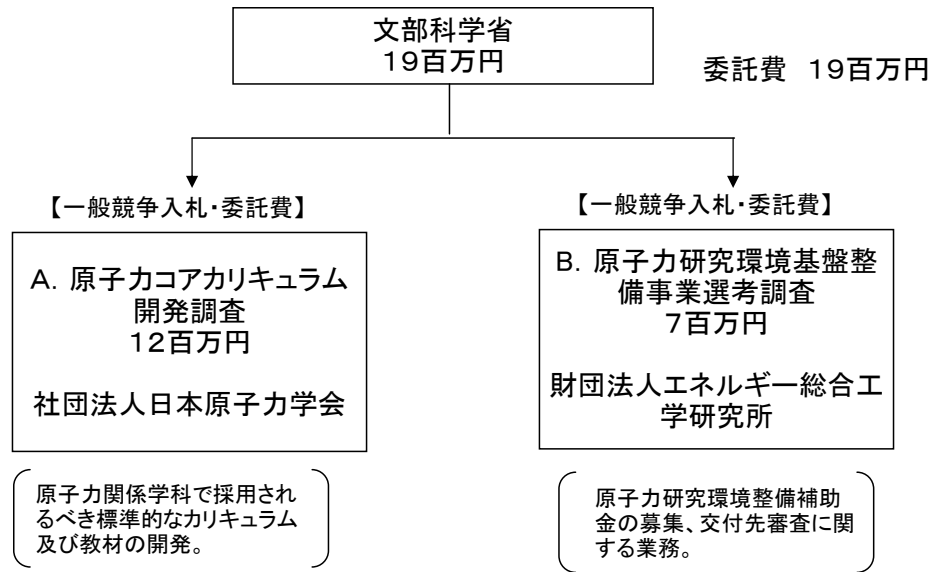 文部科学省
19百万円
委託費　19百万円
【一般競争入札・委託費】
A．原子力コアカリキュラム
開発調査
12百万円
社団法人日本原子力学会
原子力関係学科で採用され
るべき標準的なカリキュラム
及び教材の開発。
【一般競争入札・委託費】
B．原子力研究環境基盤整
備事業選考調査
7百万円
財団法人エネルギー総合工
学研究所
原子力研究環境整備補助
金の募集、交付先審査に関
する業務。